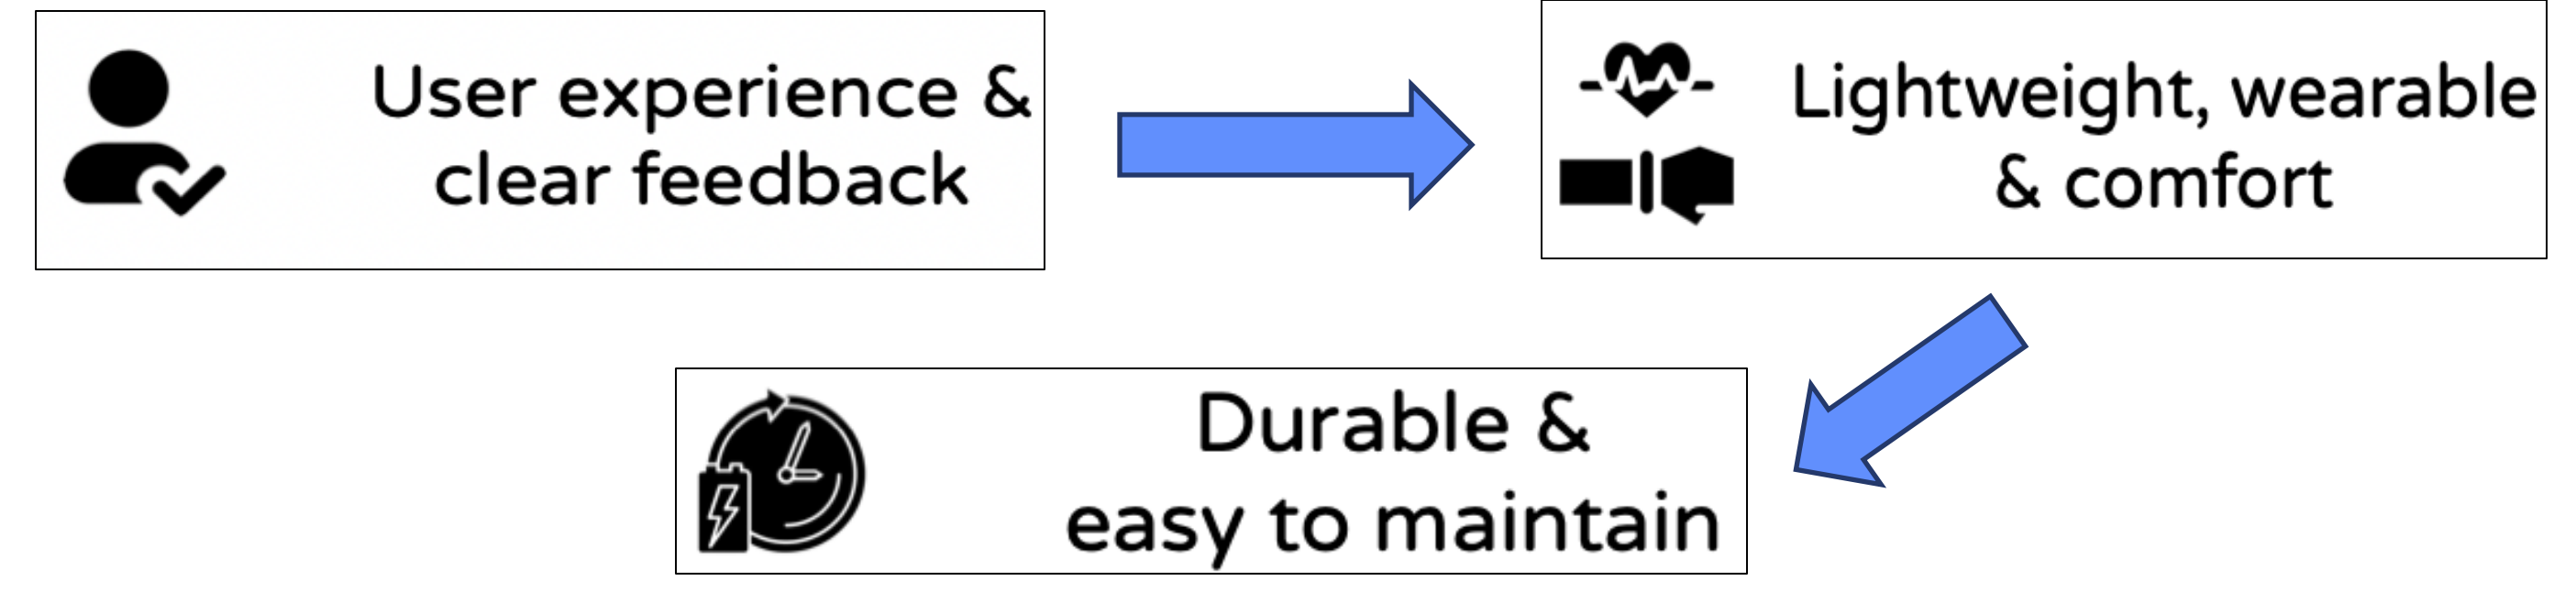 User experience &
clear feedback
Lightweight, wearable
& comfort
Durable &
easy to maintain